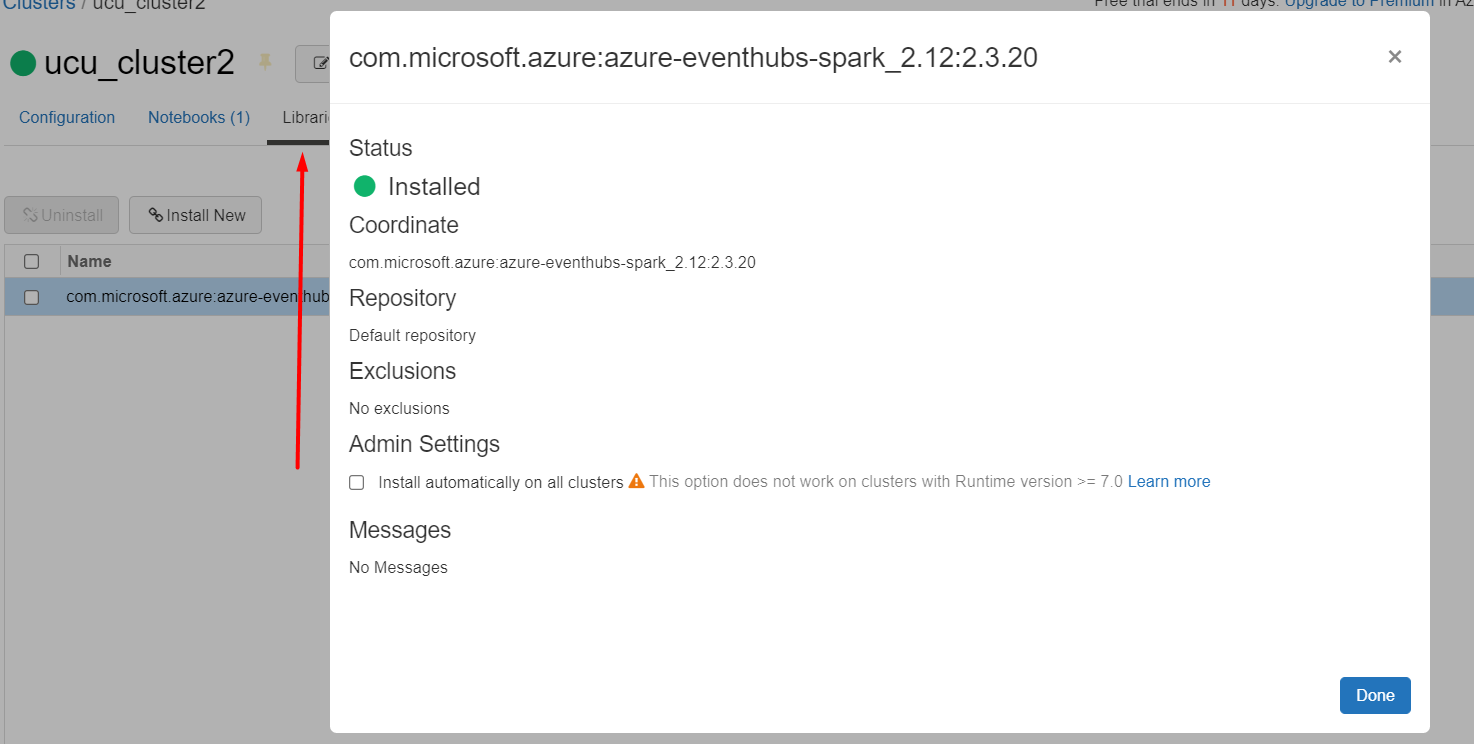 Clusters / ucu_cluster2
Free trial ends in 11 days. Upgrade to Premium in Az
ucu_cluster2
Configuration
Notebooks (1)
Librari
Uninstall
Install New
Name
com.microsoft.azure:azure-eventhub
com.microsoft.azure:azure-eventhubs-spark_2.12:2.3.20
×
Status
Installed
Coordinate
com.microsoft.azure:azure-eventhubs-spark_2.12:2.3.20
Repository
Default repository
Exclusions
No exclusions
Admin Settings
Install automatically on all clusters This option does not work on clusters with Runtime version >= 7.0 Learn more
Messages
No Messages
Done